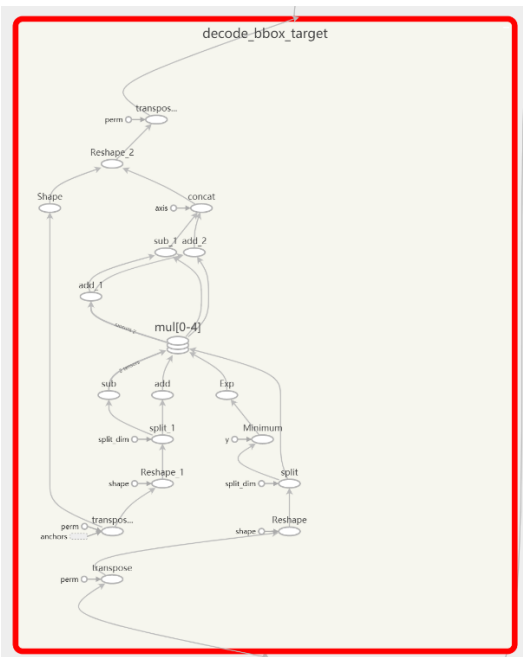 decode_bbox_target
transpos...
perm
Reshape_2
Shape
concat
axis
sub_1 add_2
add_1
mul[0-4]
sub add Exp
split_1 Minimum
split_dim y
Reshape_1 split
shape split_dim
transpos... Reshape
perm shape
anchors
transpose
perm